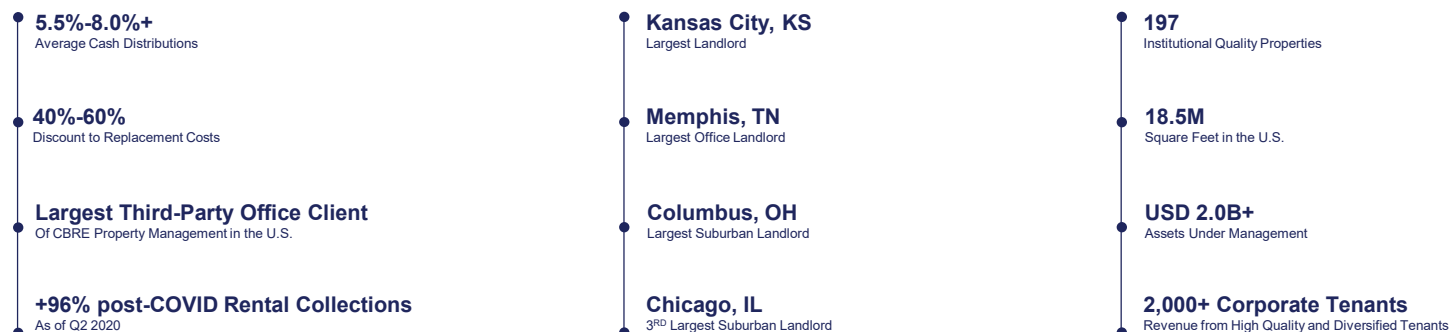 5.5%-8.0%+
Average Cash Distributions
40%-60%
Discount to Replacement Costs
Largest Third-Party Office Client
Of CBRE Property Management in the U.S.
+96% post-COVID Rental Collections
As of Q2 2020
Kansas City, KS
Largest Landlord
Memphis, TN
Largest Office Landlord
Columbus, OH
Largest Suburban Landlord
Chicago, IL
3RD Largest Suburban Landlord
197
Institutional Quality Properties
18.5M
Square Feet in the U.S.
USD 2.0B+
Assets Under Management
2,000+ Corporate Tenants
Revenue from High Quality and Diversified Tenants